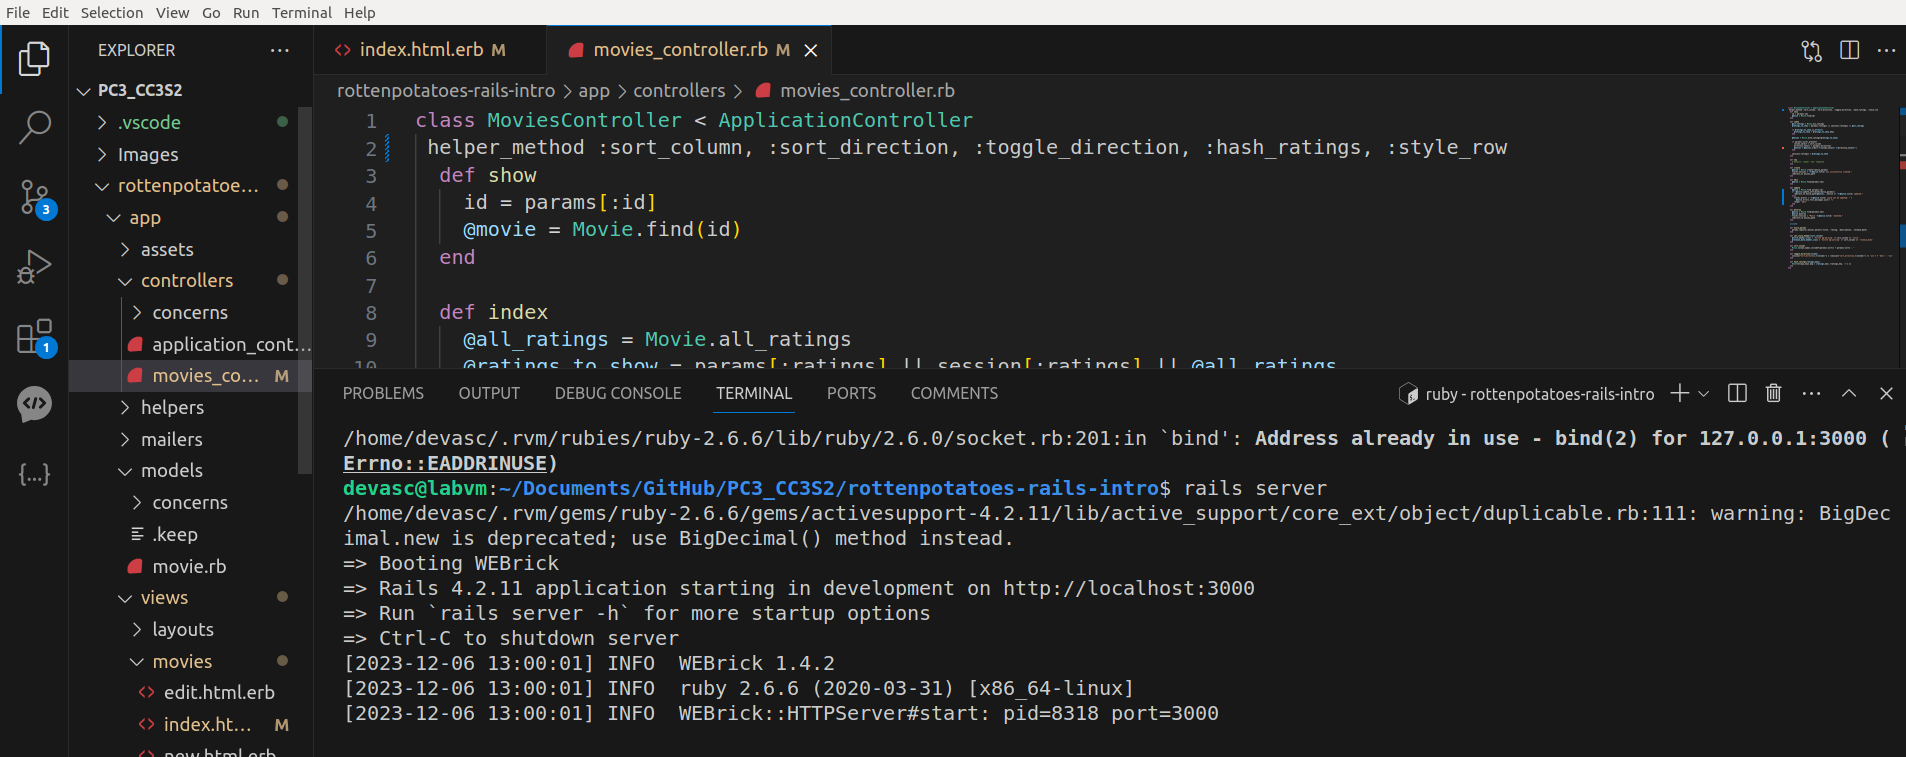 File Edit Selection View Go Run Terminal Help
EXPLORER ···
index.html.erb M
movies_controller.rb M
PC3_CC3S2
rottenpotatoes-rails-intro > app > controllers > movies_controller.rb
.vscode
Images
rottenpotatoe...
app
assets
controllers
concerns
application_cont...
movies_co... M
helpers
mailers
models
concerns
.keep
movie.rb
views
layouts
movies
edit.html.erb
index.ht... M
new.html.erb
3
1
1 class MoviesController < ApplicationController
2 helper_method :sort_column, :sort_direction, :toggle_direction, :hash_ratings, :style_row
3 def show
4 id = params[:id]
5 @movie = Movie.find(id)
6 end
7
8 def index
9 @all_ratings = Movie.all_ratings
10 @ratings_to_show = params[:ratings] || session[:ratings] || @all_ratings
PROBLEMS OUTPUT DEBUG CONSOLE TERMINAL PORTS COMMENTS ruby - rottenpotatoes-rails-intro
/home/devasc/.rvm/rubies/ruby-2.6.6/lib/ruby/2.6.0/socket.rb:201:in `bind': Address already in use - bind(2) for 127.0.0.1:3000 (
Errno::EADDRINUSE)
devasc@labvm:~/Documents/GitHub/PC3_CC3S2/rottenpotatoes-rails-intro$ rails server
/home/devasc/.rvm/gems/ruby-2.6.6/gems/activesupport-4.2.11/lib/active_support/core_ext/object/duplicable.rb:111: warning: BigDec
imal.new is deprecated; use BigDecimal() method instead.
=> Booting WEBrick
=> Rails 4.2.11 application starting in development on http://localhost:3000
=> Run `rails server -h` for more startup options
=> Ctrl-C to shutdown server
[2023-12-06 13:00:01] INFO  WEBrick 1.4.2
[2023-12-06 13:00:01] INFO  ruby 2.6.6 (2020-03-31) [x86_64-linux]
[2023-12-06 13:00:01] INFO  WEBrick::HTTPServer#start: pid=8318 port=3000